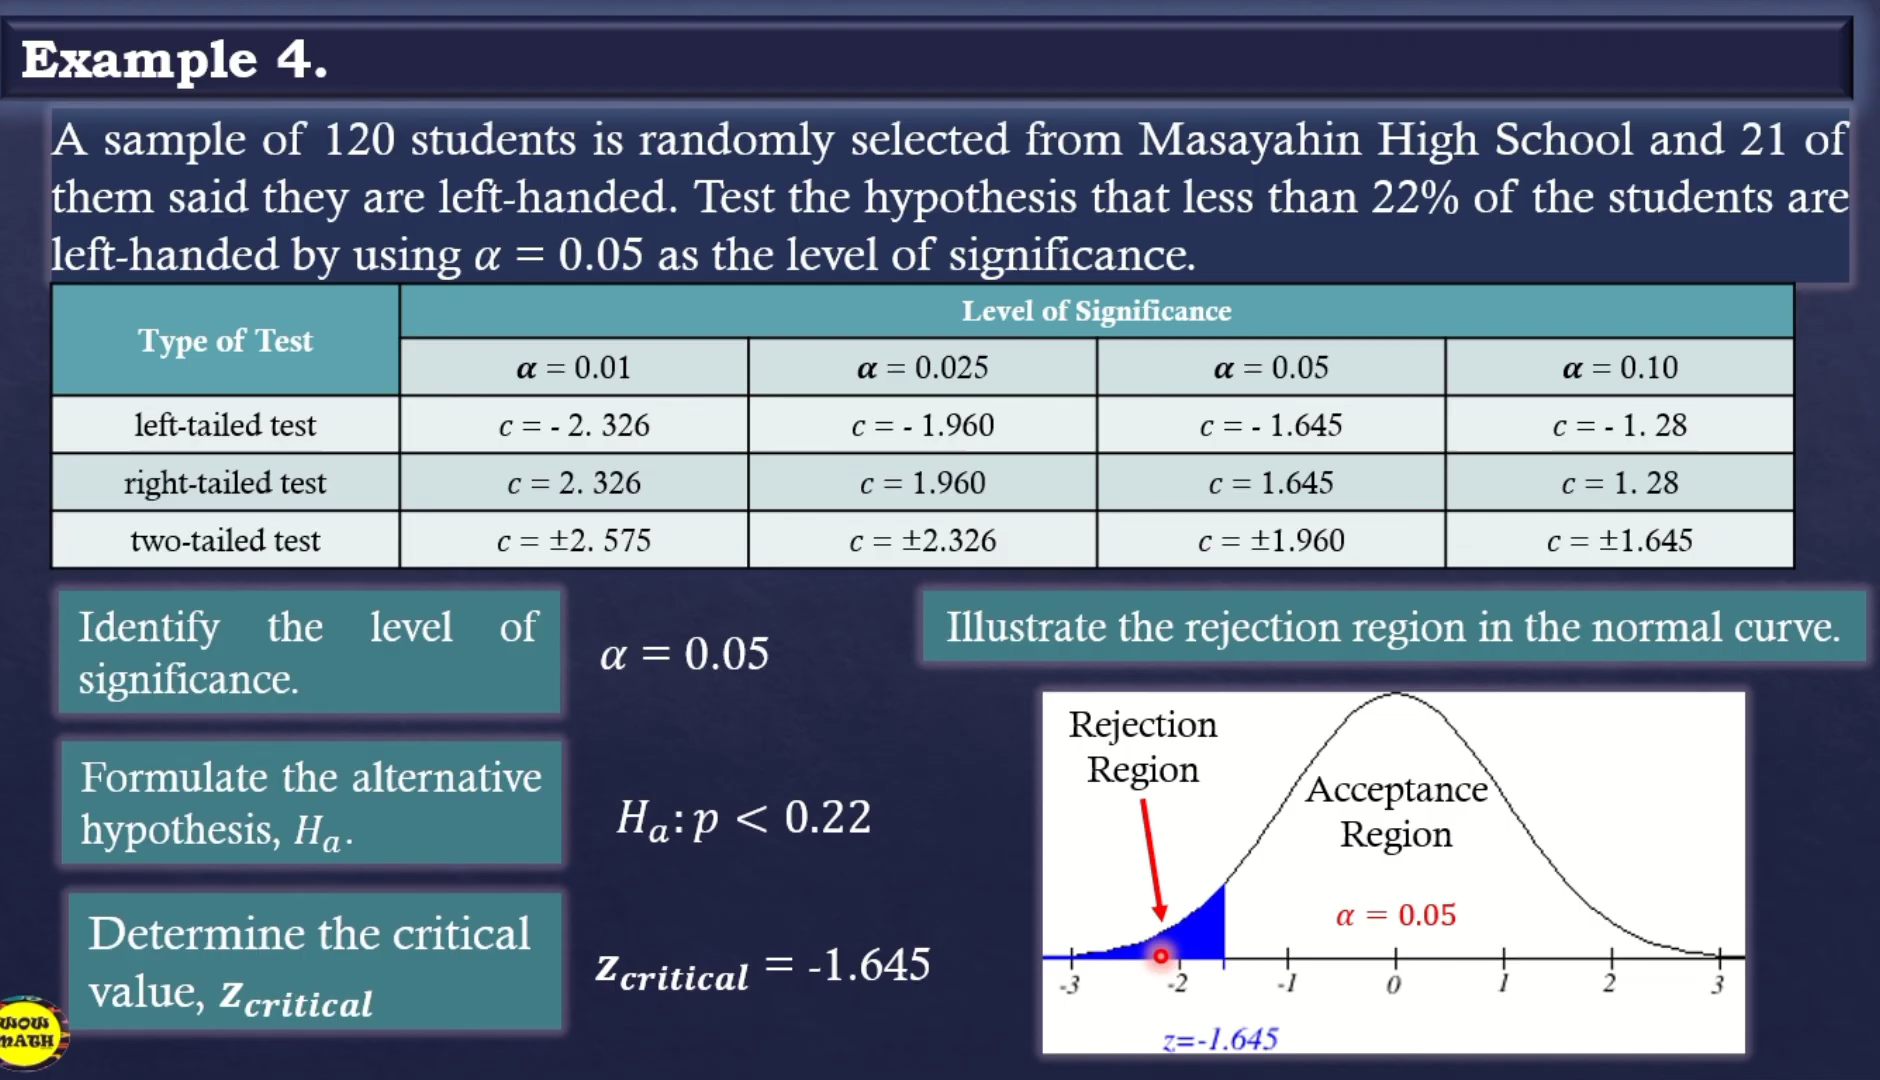 Example 4.
A sample of 120 students is randomly selected from Masayahin High School and 21 of
them said they are left-handed. Test the hypothesis that less than 22% of the students are
left-handed by using α = 0.05 as the level of significance.
Type of Test
Level of Significance
α = 0.01 α = 0.025 α = 0.05 α = 0.10
left-tailed test c = - 2. 326 c = - 1.960 c = - 1.645 c = - 1. 28
right-tailed test c = 2. 326 c = 1.960 c = 1.645 c = 1. 28
two-tailed test c = ±2. 575 c = ±2.326 c = ±1.960 c = ±1.645
Identify the level of
significance.
α = 0.05
Formulate the alternative
hypothesis, Hₐ.
Hₐ: p < 0.22
Determine the critical
value, z_critical
z_critical = -1.645
Illustrate the rejection region in the normal curve.
Rejection
Region
Acceptance
Region
α = 0.05
-3 -2 -1 0 1 2 3
z=-1.645
WOW
MATH